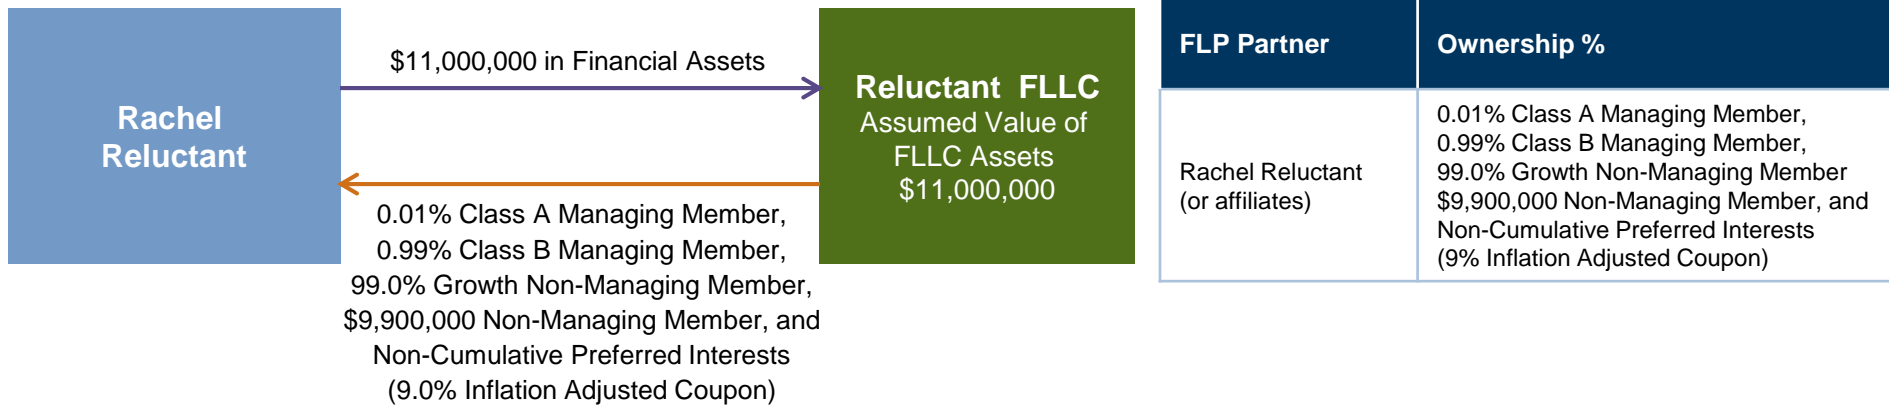 Rachel
Reluctant
$11,000,000 in Financial Assets
0.01% Class A Managing Member,
0.99% Class B Managing Member,
99.0% Growth Non-Managing Member,
$9,900,000 Non-Managing Member, and
Non-Cumulative Preferred Interests
(9.0% Inflation Adjusted Coupon)
Reluctant FLLC
Assumed Value of
FLLC Assets
$11,000,000
FLP Partner
Ownership %
Rachel Reluctant
(or affiliates)
0.01% Class A Managing Member,
0.99% Class B Managing Member,
99.0% Growth Non-Managing Member
$9,900,000 Non-Managing Member, and
Non-Cumulative Preferred Interests
(9% Inflation Adjusted Coupon)